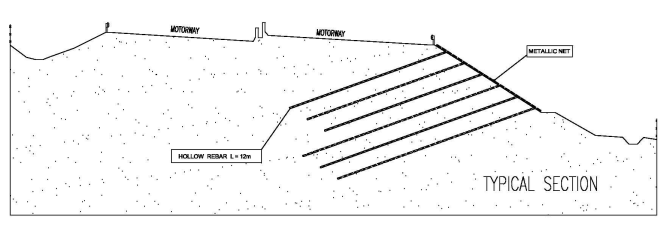 MOTORWAY
MOTORWAY
METALLIC NET
HOLLOW REBAR L = 12m
TYPICAL SECTION